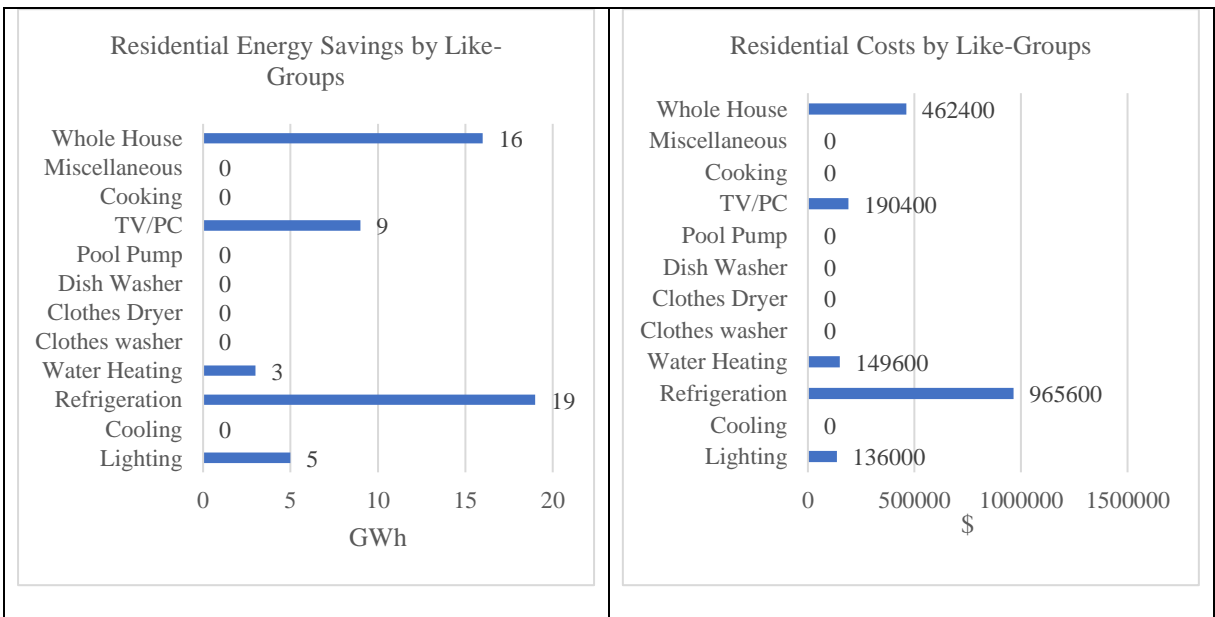 Residential Energy Savings by Like-
Groups
Whole House 16
Miscellaneous 0
Cooking 0
TV/PC 9
Pool Pump 0
Dish Washer 0
Clothes Dryer 0
Clothes washer 0
Water Heating 3
Refrigeration 19
Cooling 0
Lighting 5
0 5 10 15 20
GWh
Residential Costs by Like-Groups
Whole House 462400
Miscellaneous 0
Cooking 0
TV/PC 190400
Pool Pump 0
Dish Washer 0
Clothes Dryer 0
Clothes washer 0
Water Heating 149600
Refrigeration 965600
Cooling 0
Lighting 136000
0 500000 1000000 1500000
$